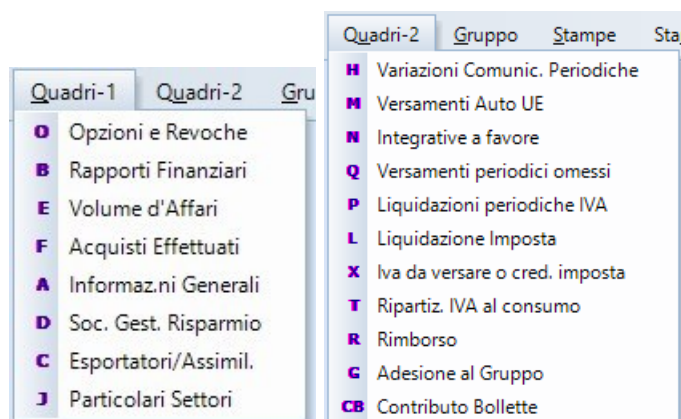 Quadri-1 Quadri-2 Gru
O Opzioni e Revoche
B Rapporti Finanziari
E Volume d'Affari
F Acquisti Effettuati
A Informaz.ni Generali
D Soc. Gest. Risparmio
C Esportatori/Assimil.
J Particolari Settori
Quadri-2 Gruppo Stampe Sta
H Variazioni Comunic. Periodiche
M Versamenti Auto UE
N Integrative a favore
Q Versamenti periodici omessi
P Liquidazioni periodiche IVA
L Liquidazione Imposta
X Iva da versare o cred. imposta
T Ripartiz. IVA al consumo
R Rimborso
G Adesione al Gruppo
CB Contributo Bollette